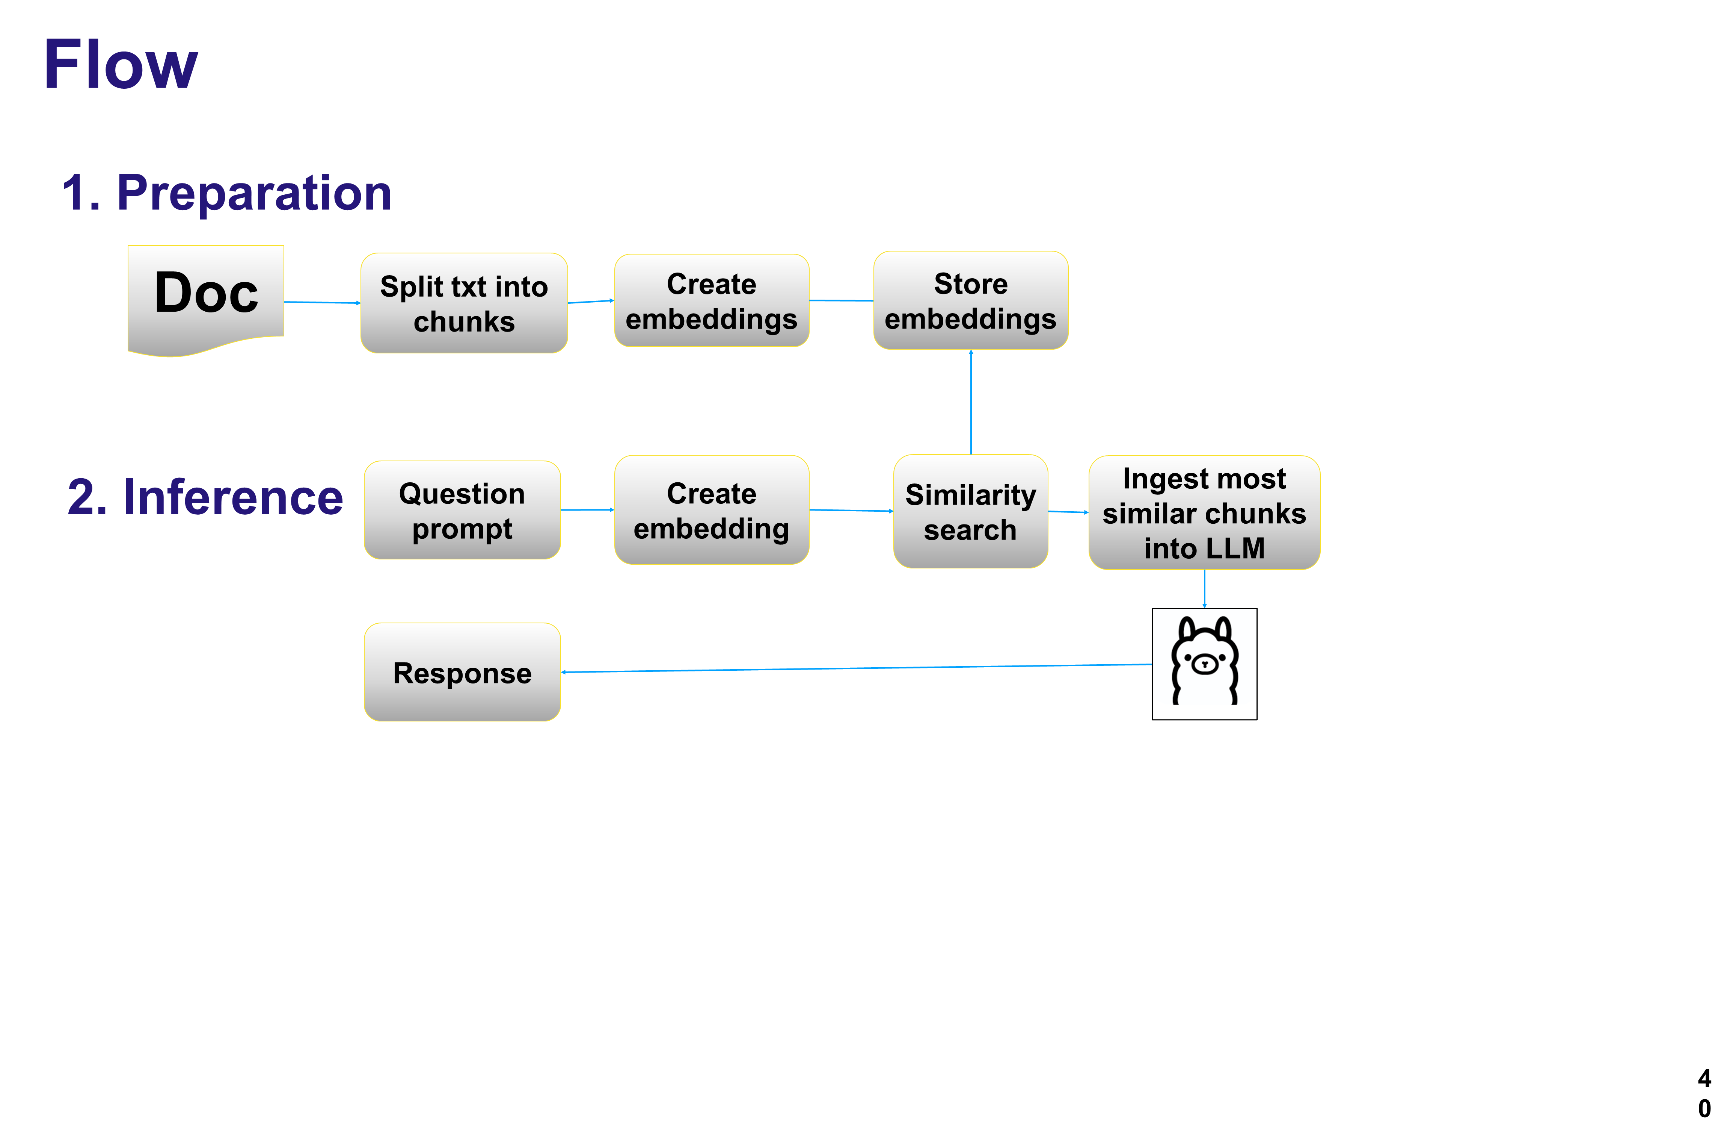 Flow
1. Preparation
Doc
Split txt into
chunks
Create
embeddings
Store
embeddings
2. Inference
Question
prompt
Create
embedding
Similarity
search
Ingest most
similar chunks
into LLM
Response
4
0